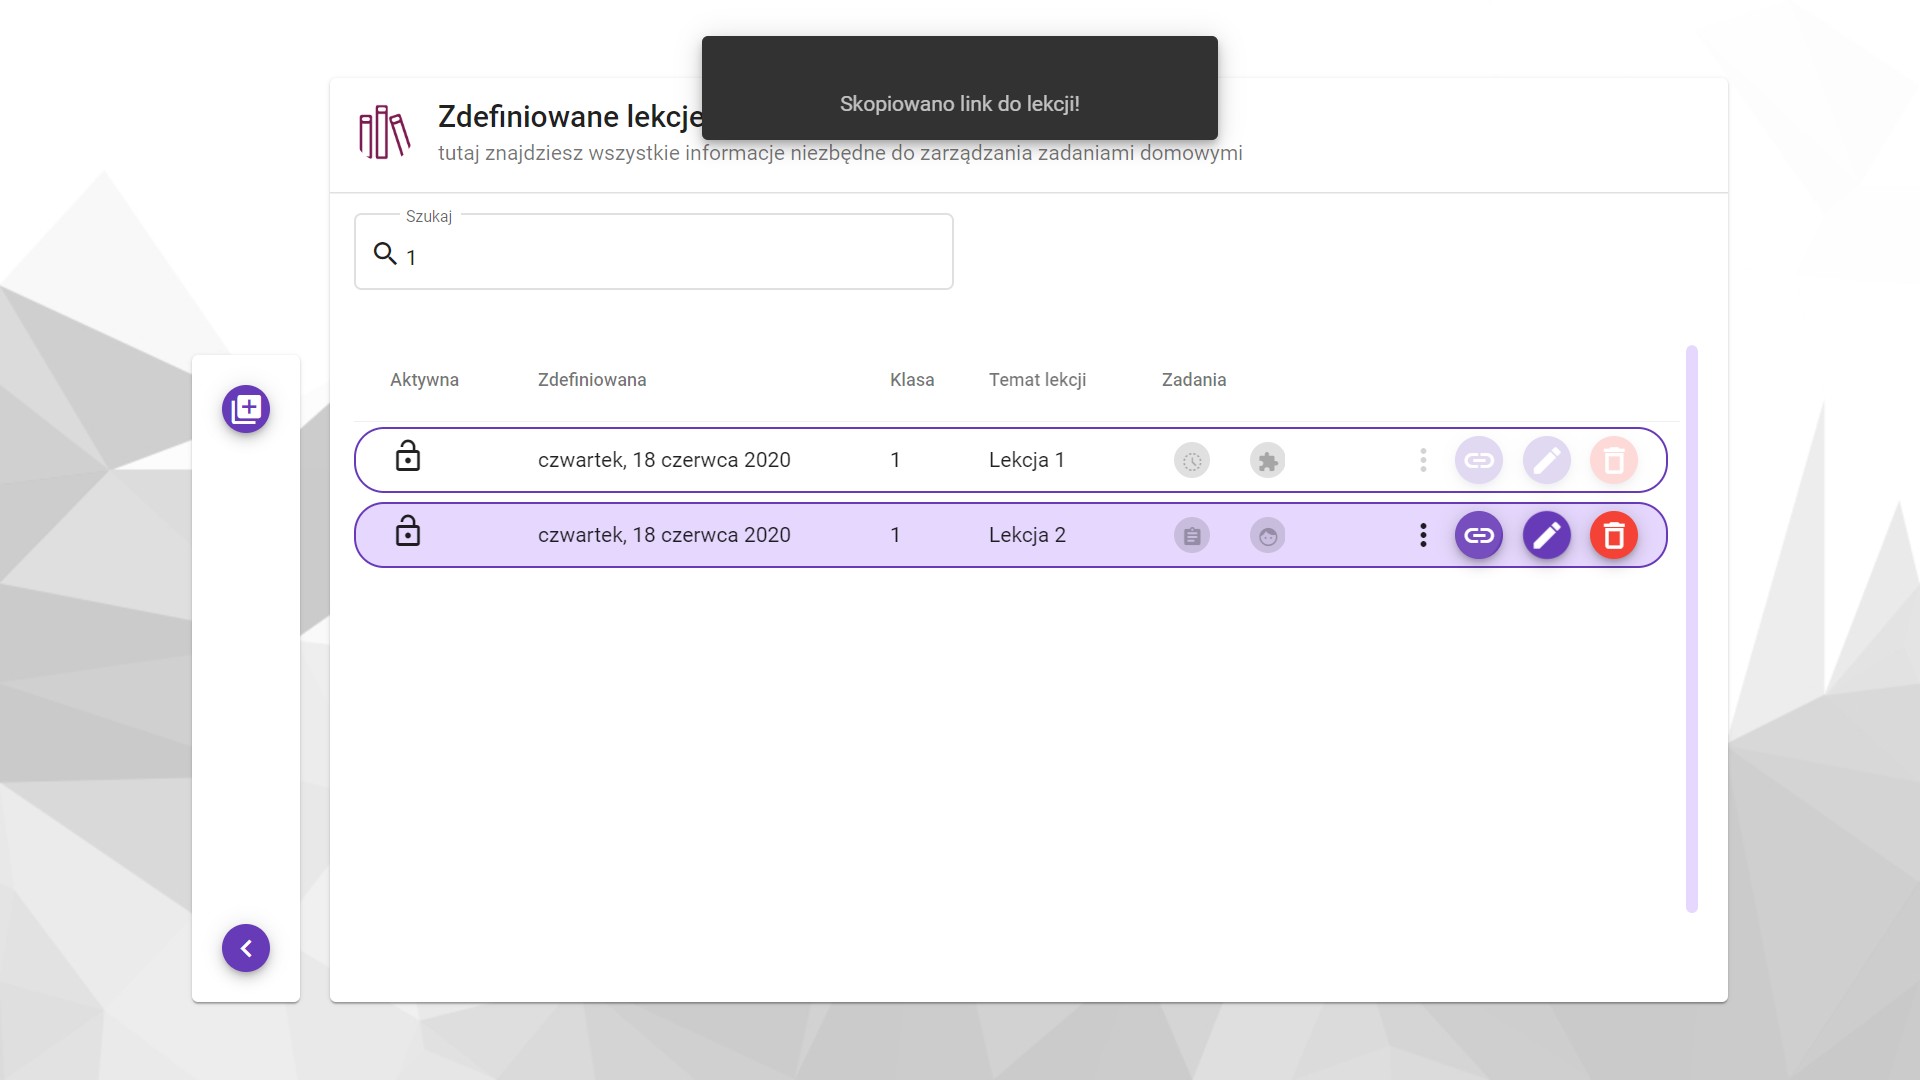 Skopiowano link do lekcji!
Zdefiniowane lekcje
tutaj znajdziesz wszystkie informacje niezbędne do zarządzania zadaniami domowymi
Szukaj
1
Aktywna Zdefiniowana Klasa Temat lekcji Zadania
czwartek, 18 czerwca 2020 1 Lekcja 1
czwartek, 18 czerwca 2020 1 Lekcja 2